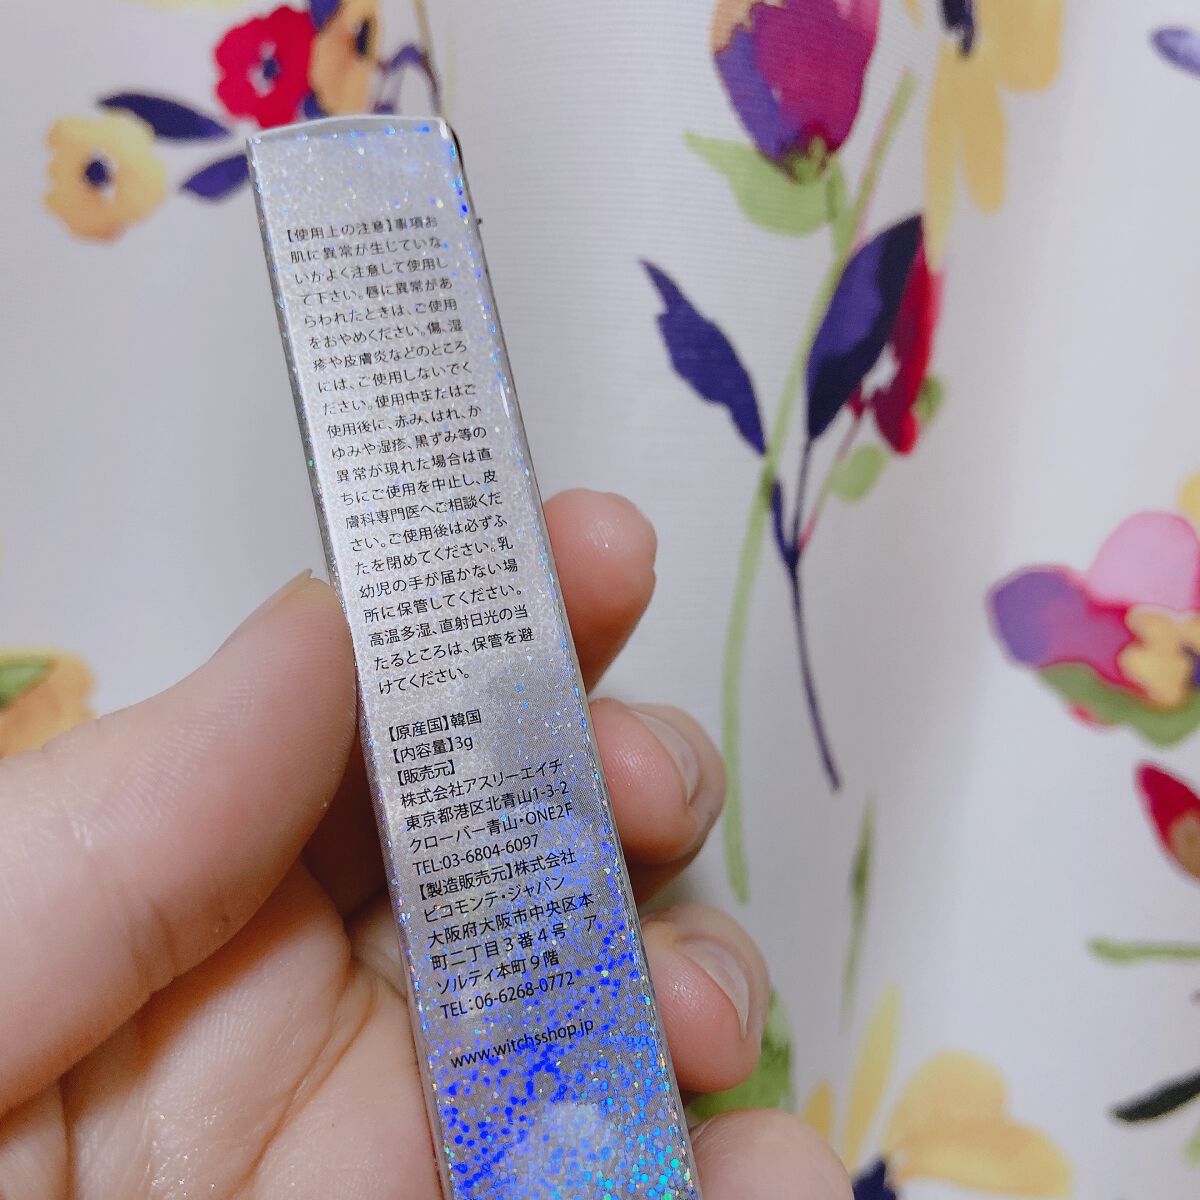 【使用上の注意】事項お
肌に異常が生じていな
いかよく注意して使用し
て下さい。唇に異常があ
らわれたときは、ご使用
をおやめください。傷、湿
疹や皮膚炎などのところ
には、ご使用しないでく
ださい。使用中またはご
使用後に、赤み、はれ、か
ゆみや湿疹、黒ずみ等の
異常が現れた場合は直
ちにご使用を中止し、皮
膚科専門医へご相談くだ
さい。ご使用後は必ずふ
たを閉めてください。乳
幼児の手が届かない場
所に保管してください。
高温多湿、直射日光の当
たるところは、保管を避
けてください。
【原産国】韓国
【内容量】3g
【販売元】
株式会社アスリーエイチ
東京都港区北青山1-3-2
クローバー青山・ONE2F
TEL:03-6804-6097
【製造販売元】株式会社
ピコモンテ・ジャパン
大阪府大阪市中央区本
町二丁目3番4号 ア
ソルティ本町9階
TEL:06-6268-0772
www.witchsshop.jp